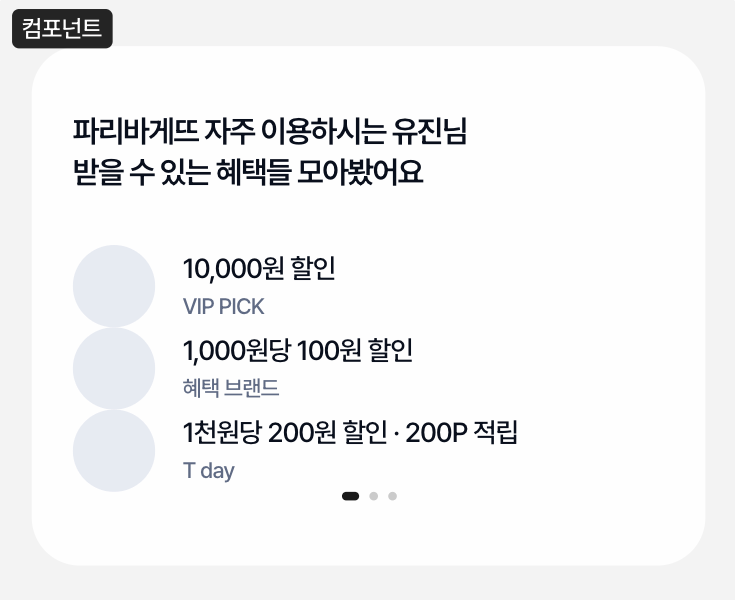 컴포넌트
파리바게뜨 자주 이용하시는 유진님
받을 수 있는 혜택들 모아봤어요
10,000원 할인
VIP PICK
1,000원당 100원 할인
혜택 브랜드
1천원당 200원 할인 · 200P 적립
T day